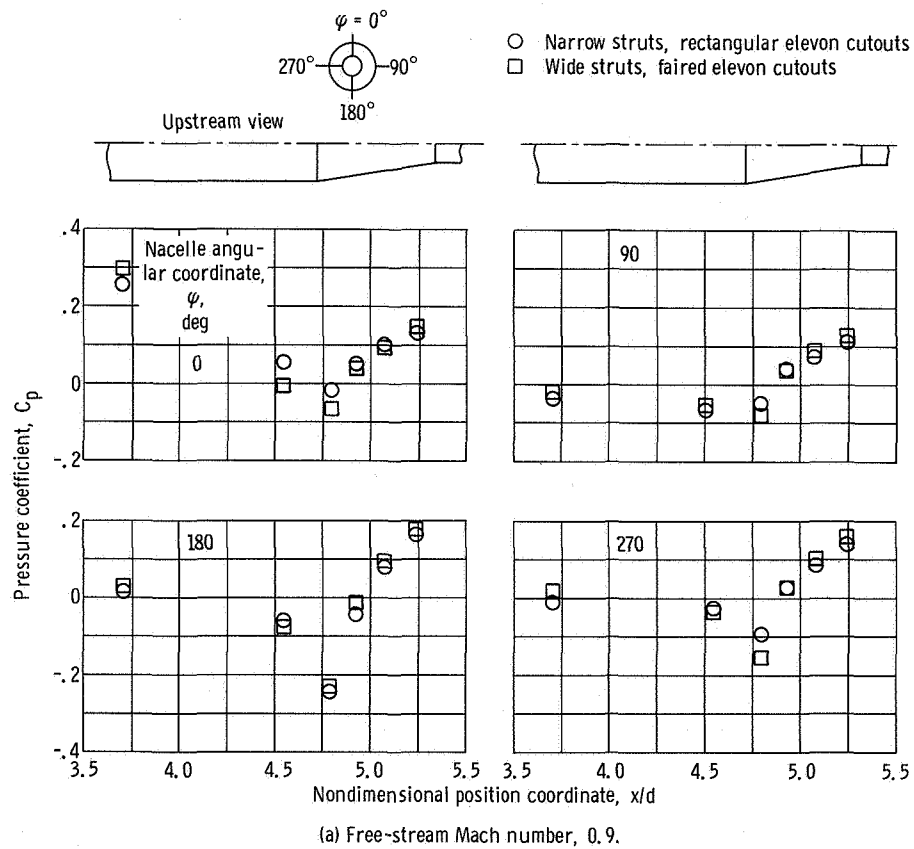 φ = 0°
270°
90°
180°
Upstream view
Narrow struts, rectangular elevon cutouts
Wide struts, faired elevon cutouts
Pressure coefficient, Cp
.4
.2
0
-.2
Nacelle angu-
lar coordinate,
φ,
deg
0
90
.2
0
-.2
-.4
180
270
3.5 4.0 4.5 5.0 5.5 3.5 4.0 4.5 5.0 5.5
Nondimensional position coordinate, x/d
(a) Free-stream Mach number, 0.9.